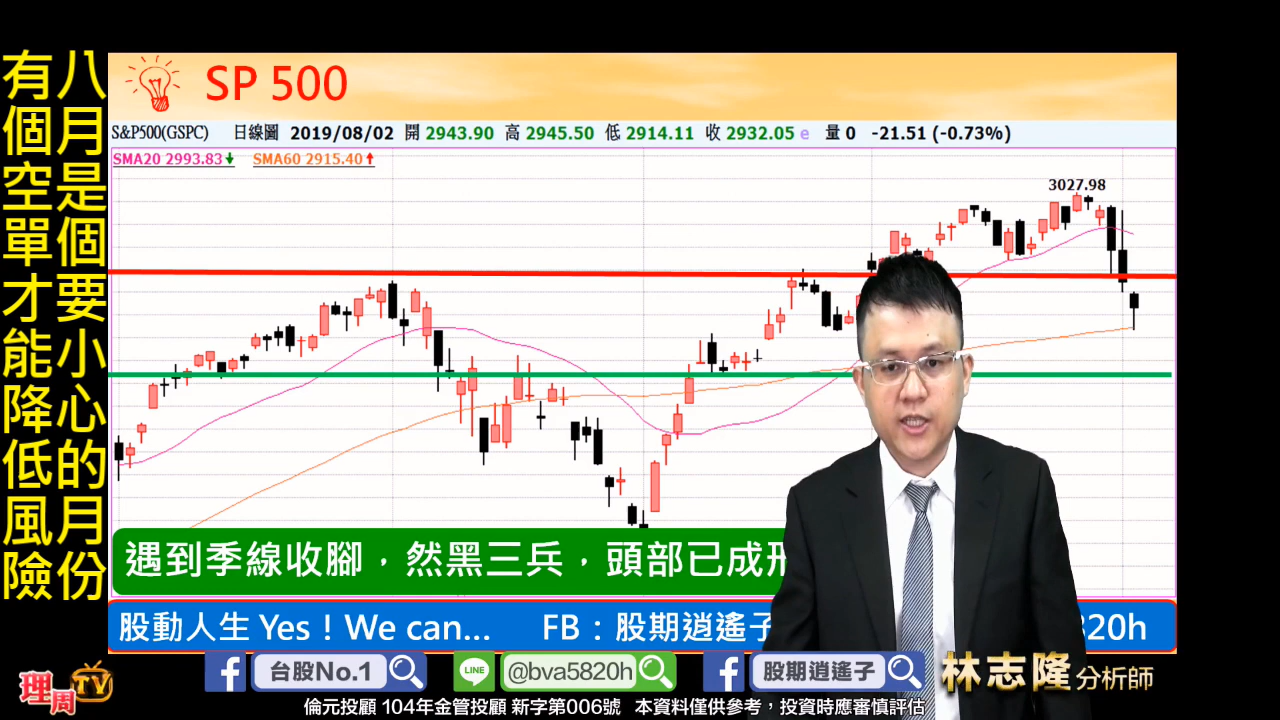 八月是個要小心的月份
有個空單才能降低風險
SP 500
S&P500(GSPC) 日線圖 2019/08/02 開 2943.90 高 2945.50 低 2914.11 收 2932.05 e 量 0 -21.51 (-0.73%)
SMA20 2993.83↓ SMA60 2915.40↑
3027.98
遇到季線收腳，然黑三兵，頭部已成形
股動人生 Yes！We can... FB：股期逍遙子 820h
台股No.1 LINE @bva5820h 股期逍遙子 林志隆 分析師
理周TV
倫元投顧 104年金管投顧 新字第006號 本資料僅供參考，投資時應審慎評估